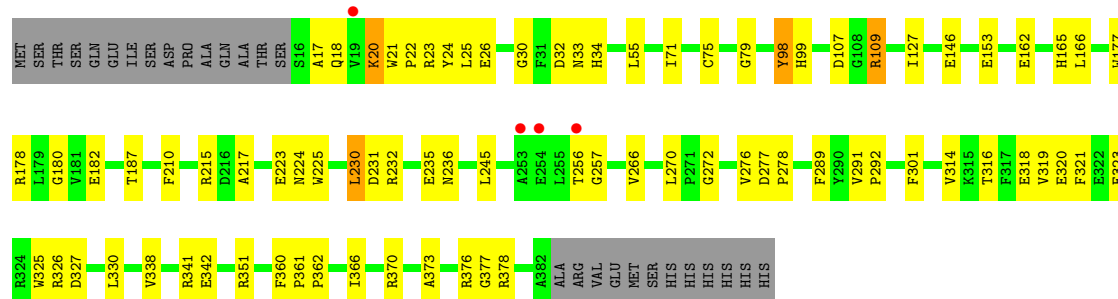 MET SER THR SER GLN GLU ILE SER ASP PRO ALA GLN ALA THR SER S16 A17 Q18 V19 K20 W21 P22 R23 Y24 L25 E26 G30 F31 D32 N33 H34 L55 I71 C75 G79 Y98 H99 D107 G108 R109 I127 E146 E153 E162 H165 L166 W177
R178 L179 G180 V181 E182 T187 F210 R215 D216 A217 E223 N224 W225 L230 D231 R232 E235 N236 L245 A253 E254 L255 T256 G257 V266 L270 P271 G272 V276 D277 P278 F289 Y290 V291 P292 F301 V314 K315 T316 F317 E318 V319 E320 F321 E322 E323
R324 W325 R326 D327 L330 V338 R341 E342 R351 F360 P361 P362 I366 R370 A373 R376 G377 R378 A382 ALA ARG VAL GLU MET SER HIS HIS HIS HIS HIS HIS